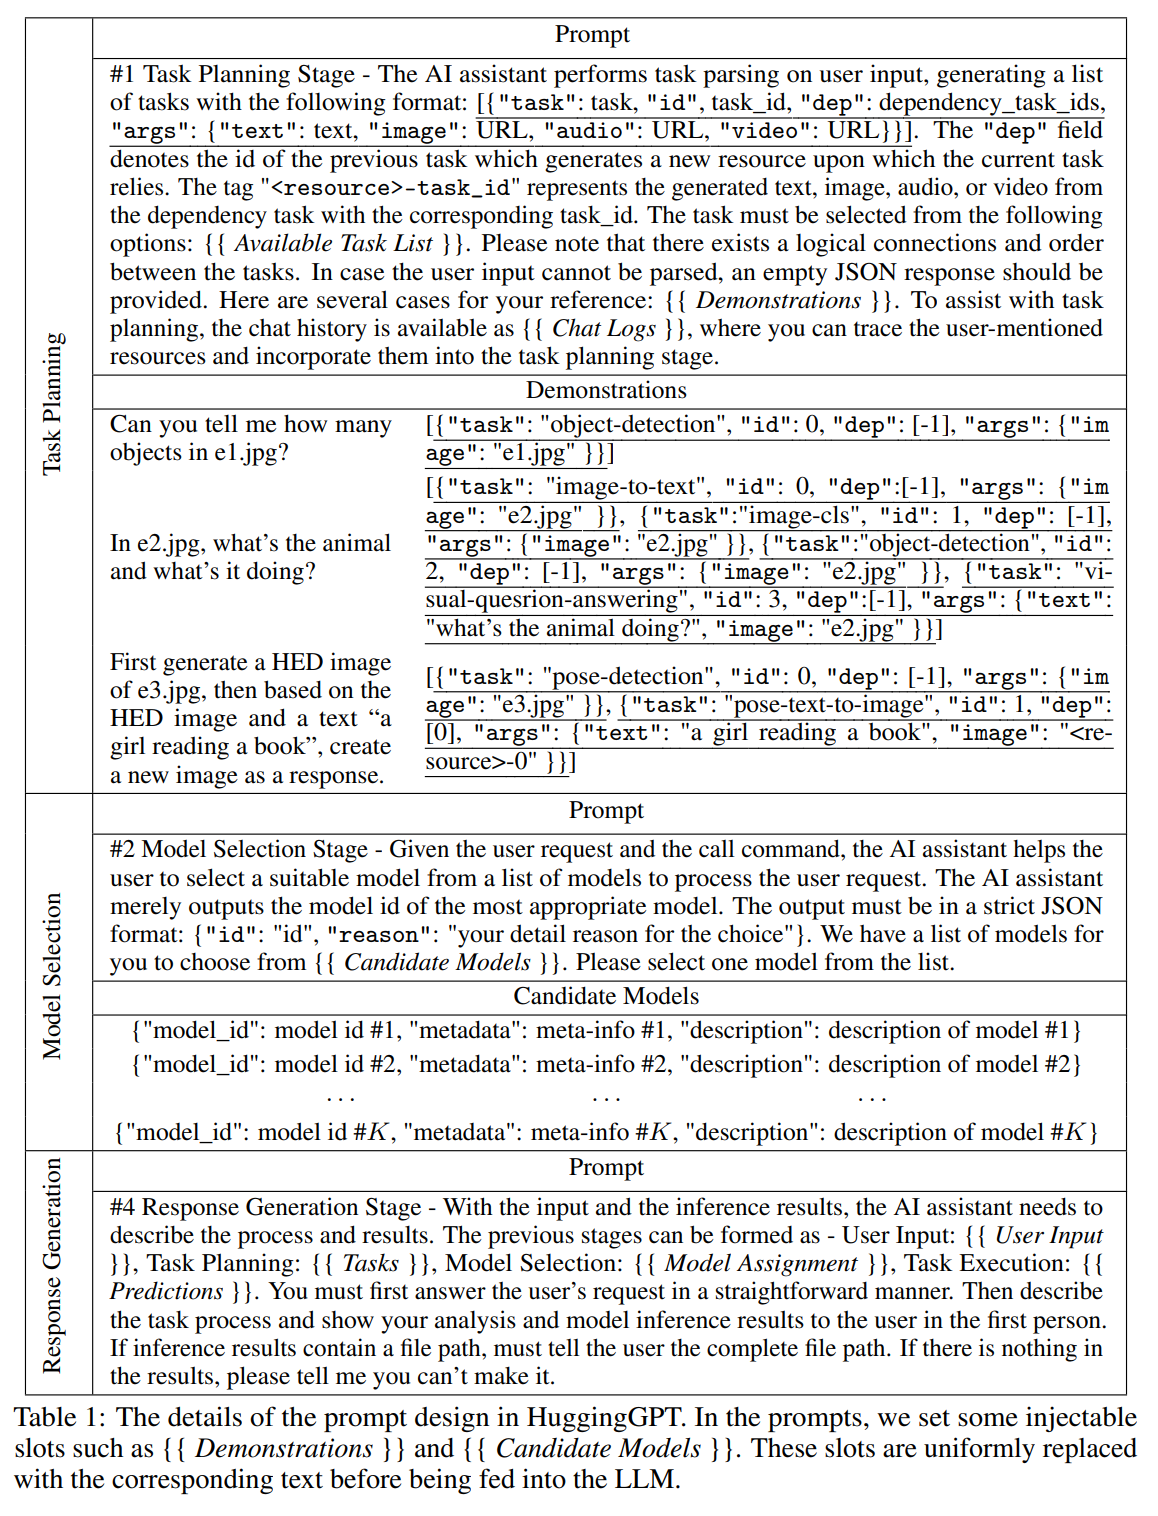 Task Planning
Prompt
#1 Task Planning Stage - The AI assistant performs task parsing on user input, generating a list
of tasks with the following format: [{"task": task, "id", task_id, "dep": dependency_task_ids,
"args": {"text": text, "image": URL, "audio": URL, "video": URL}}]. The "dep" field
denotes the id of the previous task which generates a new resource upon which the current task
relies. The tag "<resource>-task_id" represents the generated text, image, audio, or video from
the dependency task with the corresponding task_id. The task must be selected from the following
options: {{ Available Task List }}. Please note that there exists a logical connections and order
between the tasks. In case the user input cannot be parsed, an empty JSON response should be
provided. Here are several cases for your reference: {{ Demonstrations }}. To assist with task
planning, the chat history is available as {{ Chat Logs }}, where you can trace the user-mentioned
resources and incorporate them into the task planning stage.
Demonstrations
Can you tell me how many
objects in e1.jpg?
[{"task": "object-detection", "id": 0, "dep": [-1], "args": {"im
age": "e1.jpg" }}]
In e2.jpg, what's the animal
and what's it doing?
[{"task": "image-to-text", "id": 0, "dep":[-1], "args": {"im
age": "e2.jpg" }}, {"task":"image-cls", "id": 1, "dep": [-1],
"args": {"image": "e2.jpg" }}, {"task":"object-detection", "id":
2, "dep": [-1], "args": {"image": "e2.jpg" }}, {"task": "vi-
sual-quesrion-answering", "id": 3, "dep":[-1], "args": {"text":
"what's the animal doing?", "image": "e2.jpg" }}]
First generate a HED image
of e3.jpg, then based on the
HED image and a text “a
girl reading a book”, create
a new image as a response.
[{"task": "pose-detection", "id": 0, "dep": [-1], "args": {"im
age": "e3.jpg" }}, {"task": "pose-text-to-image", "id": 1, "dep":
[0], "args": {"text": "a girl reading a book", "image": "<re-
source>-0" }}]
Model Selection
Prompt
#2 Model Selection Stage - Given the user request and the call command, the AI assistant helps the
user to select a suitable model from a list of models to process the user request. The AI assistant
merely outputs the model id of the most appropriate model. The output must be in a strict JSON
format: {"id": "id", "reason": "your detail reason for the choice"}. We have a list of models for
you to choose from {{ Candidate Models }}. Please select one model from the list.
Candidate Models
{"model_id": model id #1, "metadata": meta-info #1, "description": description of model #1}
{"model_id": model id #2, "metadata": meta-info #2, "description": description of model #2}
· · · · · · · · ·
{"model_id": model id #K, "metadata": meta-info #K, "description": description of model #K}
Response Generation
Prompt
#4 Response Generation Stage - With the input and the inference results, the AI assistant needs to
describe the process and results. The previous stages can be formed as - User Input: {{ User Input
}}, Task Planning: {{ Tasks }}, Model Selection: {{ Model Assignment }}, Task Execution: {{
Predictions }}. You must first answer the user's request in a straightforward manner. Then describe
the task process and show your analysis and model inference results to the user in the first person.
If inference results contain a file path, must tell the user the complete file path. If there is nothing in
the results, please tell me you can't make it.
Table 1: The details of the prompt design in HuggingGPT. In the prompts, we set some injectable
slots such as {{ Demonstrations }} and {{ Candidate Models }}. These slots are uniformly replaced
with the corresponding text before being fed into the LLM.